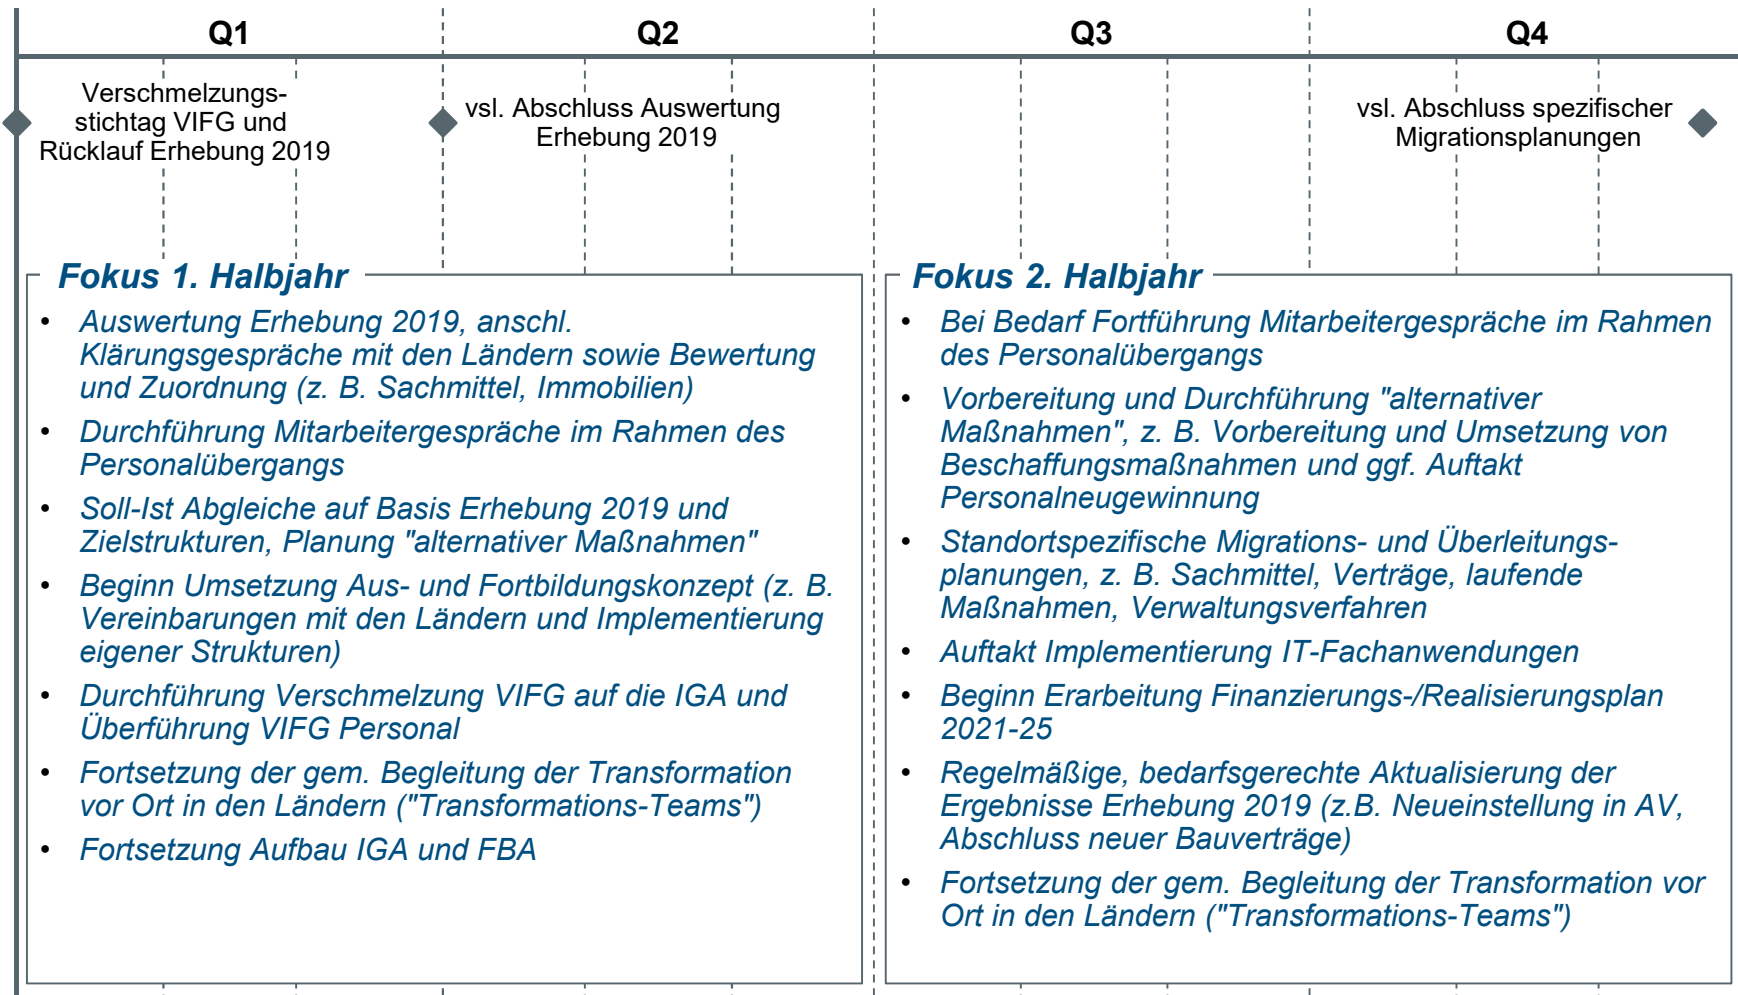 Q1
Q2
Q3
Q4
Verschmelzungs-
stichtag VIFG und
Rücklauf Erhebung 2019
vsl. Abschluss Auswertung
Erhebung 2019
vsl. Abschluss spezifischer
Migrationsplanungen
Fokus 1. Halbjahr
• Auswertung Erhebung 2019, anschl.
Klärungsgespräche mit den Ländern sowie Bewertung
und Zuordnung (z. B. Sachmittel, Immobilien)
• Durchführung Mitarbeitergespräche im Rahmen des
Personalübergangs
• Soll-Ist Abgleiche auf Basis Erhebung 2019 und
Zielstrukturen, Planung "alternativer Maßnahmen"
• Beginn Umsetzung Aus- und Fortbildungskonzept (z. B.
Vereinbarungen mit den Ländern und Implementierung
eigener Strukturen)
• Durchführung Verschmelzung VIFG auf die IGA und
Überführung VIFG Personal
• Fortsetzung der gem. Begleitung der Transformation
vor Ort in den Ländern ("Transformations-Teams")
• Fortsetzung Aufbau IGA und FBA
Fokus 2. Halbjahr
• Bei Bedarf Fortführung Mitarbeitergespräche im Rahmen
des Personalübergangs
• Vorbereitung und Durchführung "alternativer
Maßnahmen", z. B. Vorbereitung und Umsetzung von
Beschaffungsmaßnahmen und ggf. Auftakt
Personalneugewinnung
• Standortspezifische Migrations- und Überleitungs-
planungen, z. B. Sachmittel, Verträge, laufende
Maßnahmen, Verwaltungsverfahren
• Auftakt Implementierung IT-Fachanwendungen
• Beginn Erarbeitung Finanzierungs-/Realisierungsplan
2021-25
• Regelmäßige, bedarfsgerechte Aktualisierung der
Ergebnisse Erhebung 2019 (z.B. Neueinstellung in AV,
Abschluss neuer Bauverträge)
• Fortsetzung der gem. Begleitung der Transformation vor
Ort in den Ländern ("Transformations-Teams")